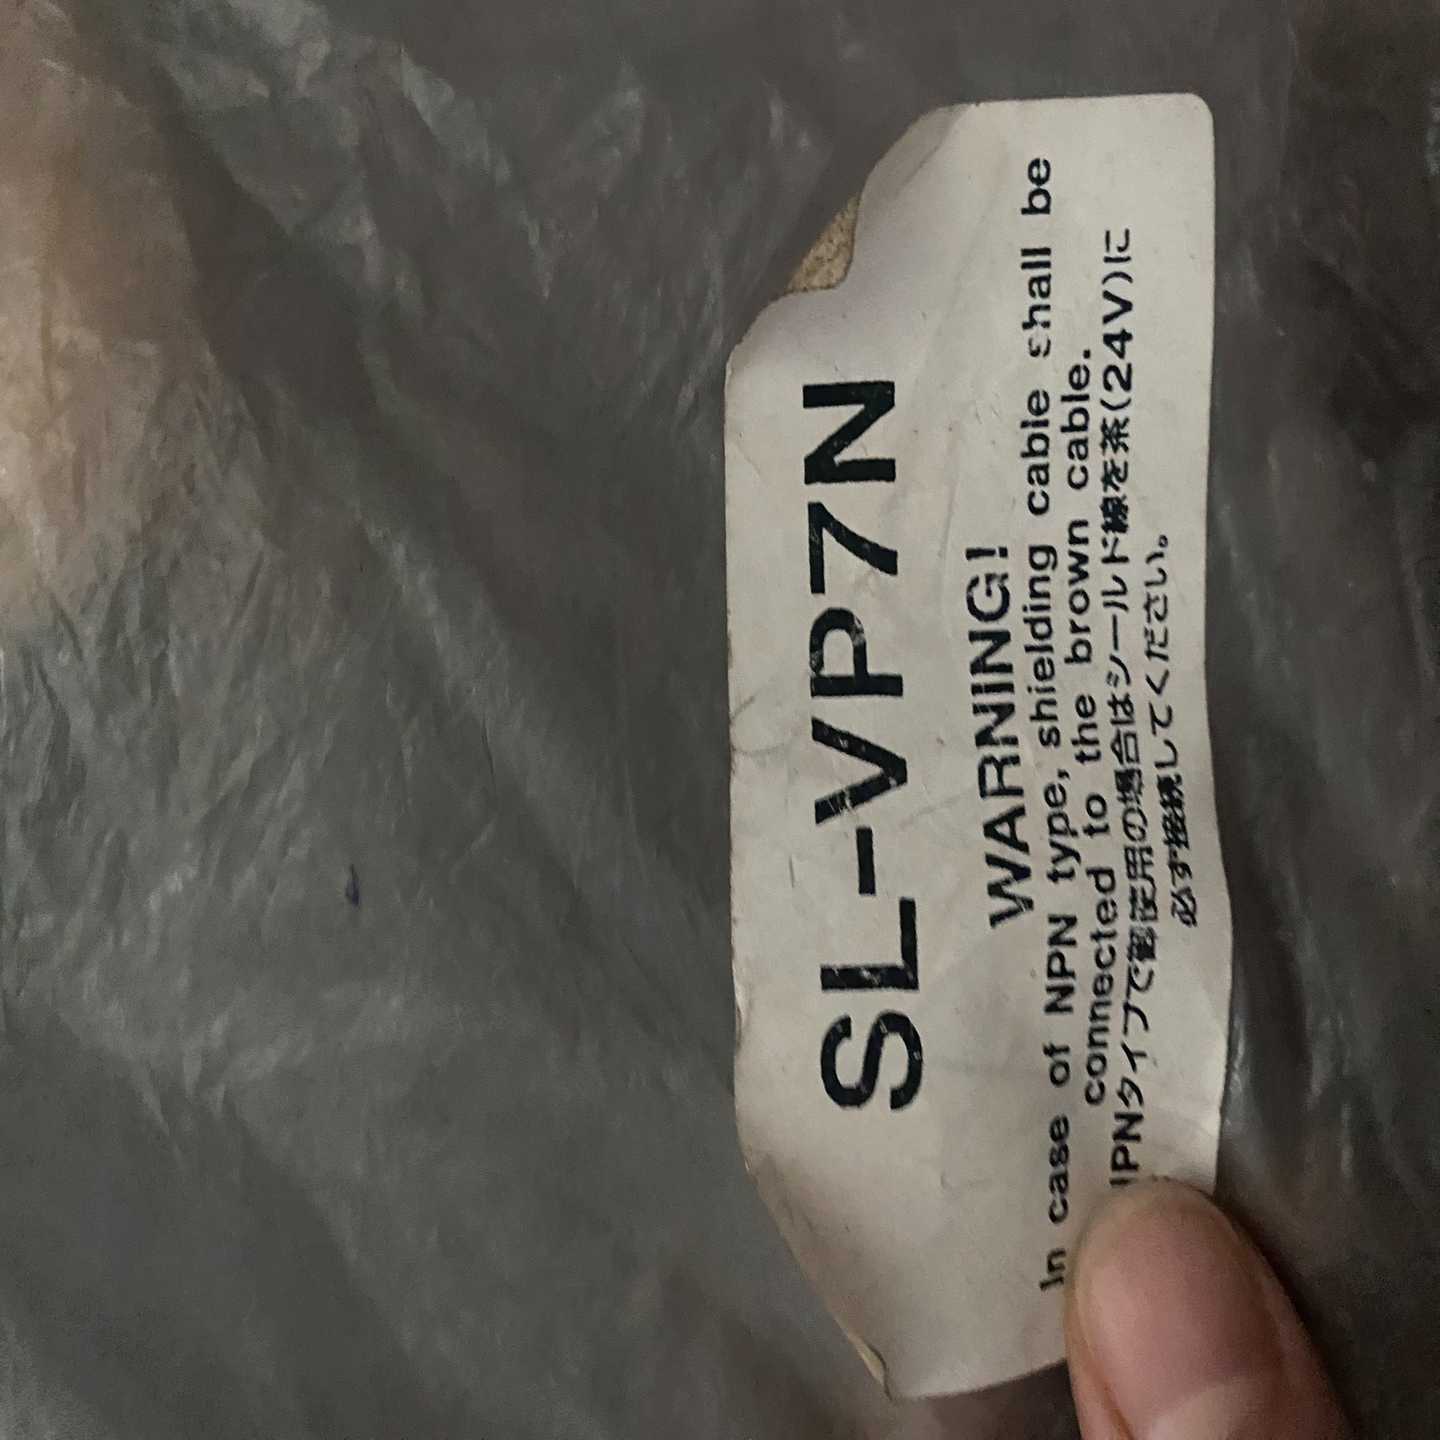 SL-VP7N
WARNING!
In case of NPN type, shielding cable shall be
connected to the brown cable.
NPNタイプで御使用の場合はシールド線を茶(24V)に
必ず接続してください。